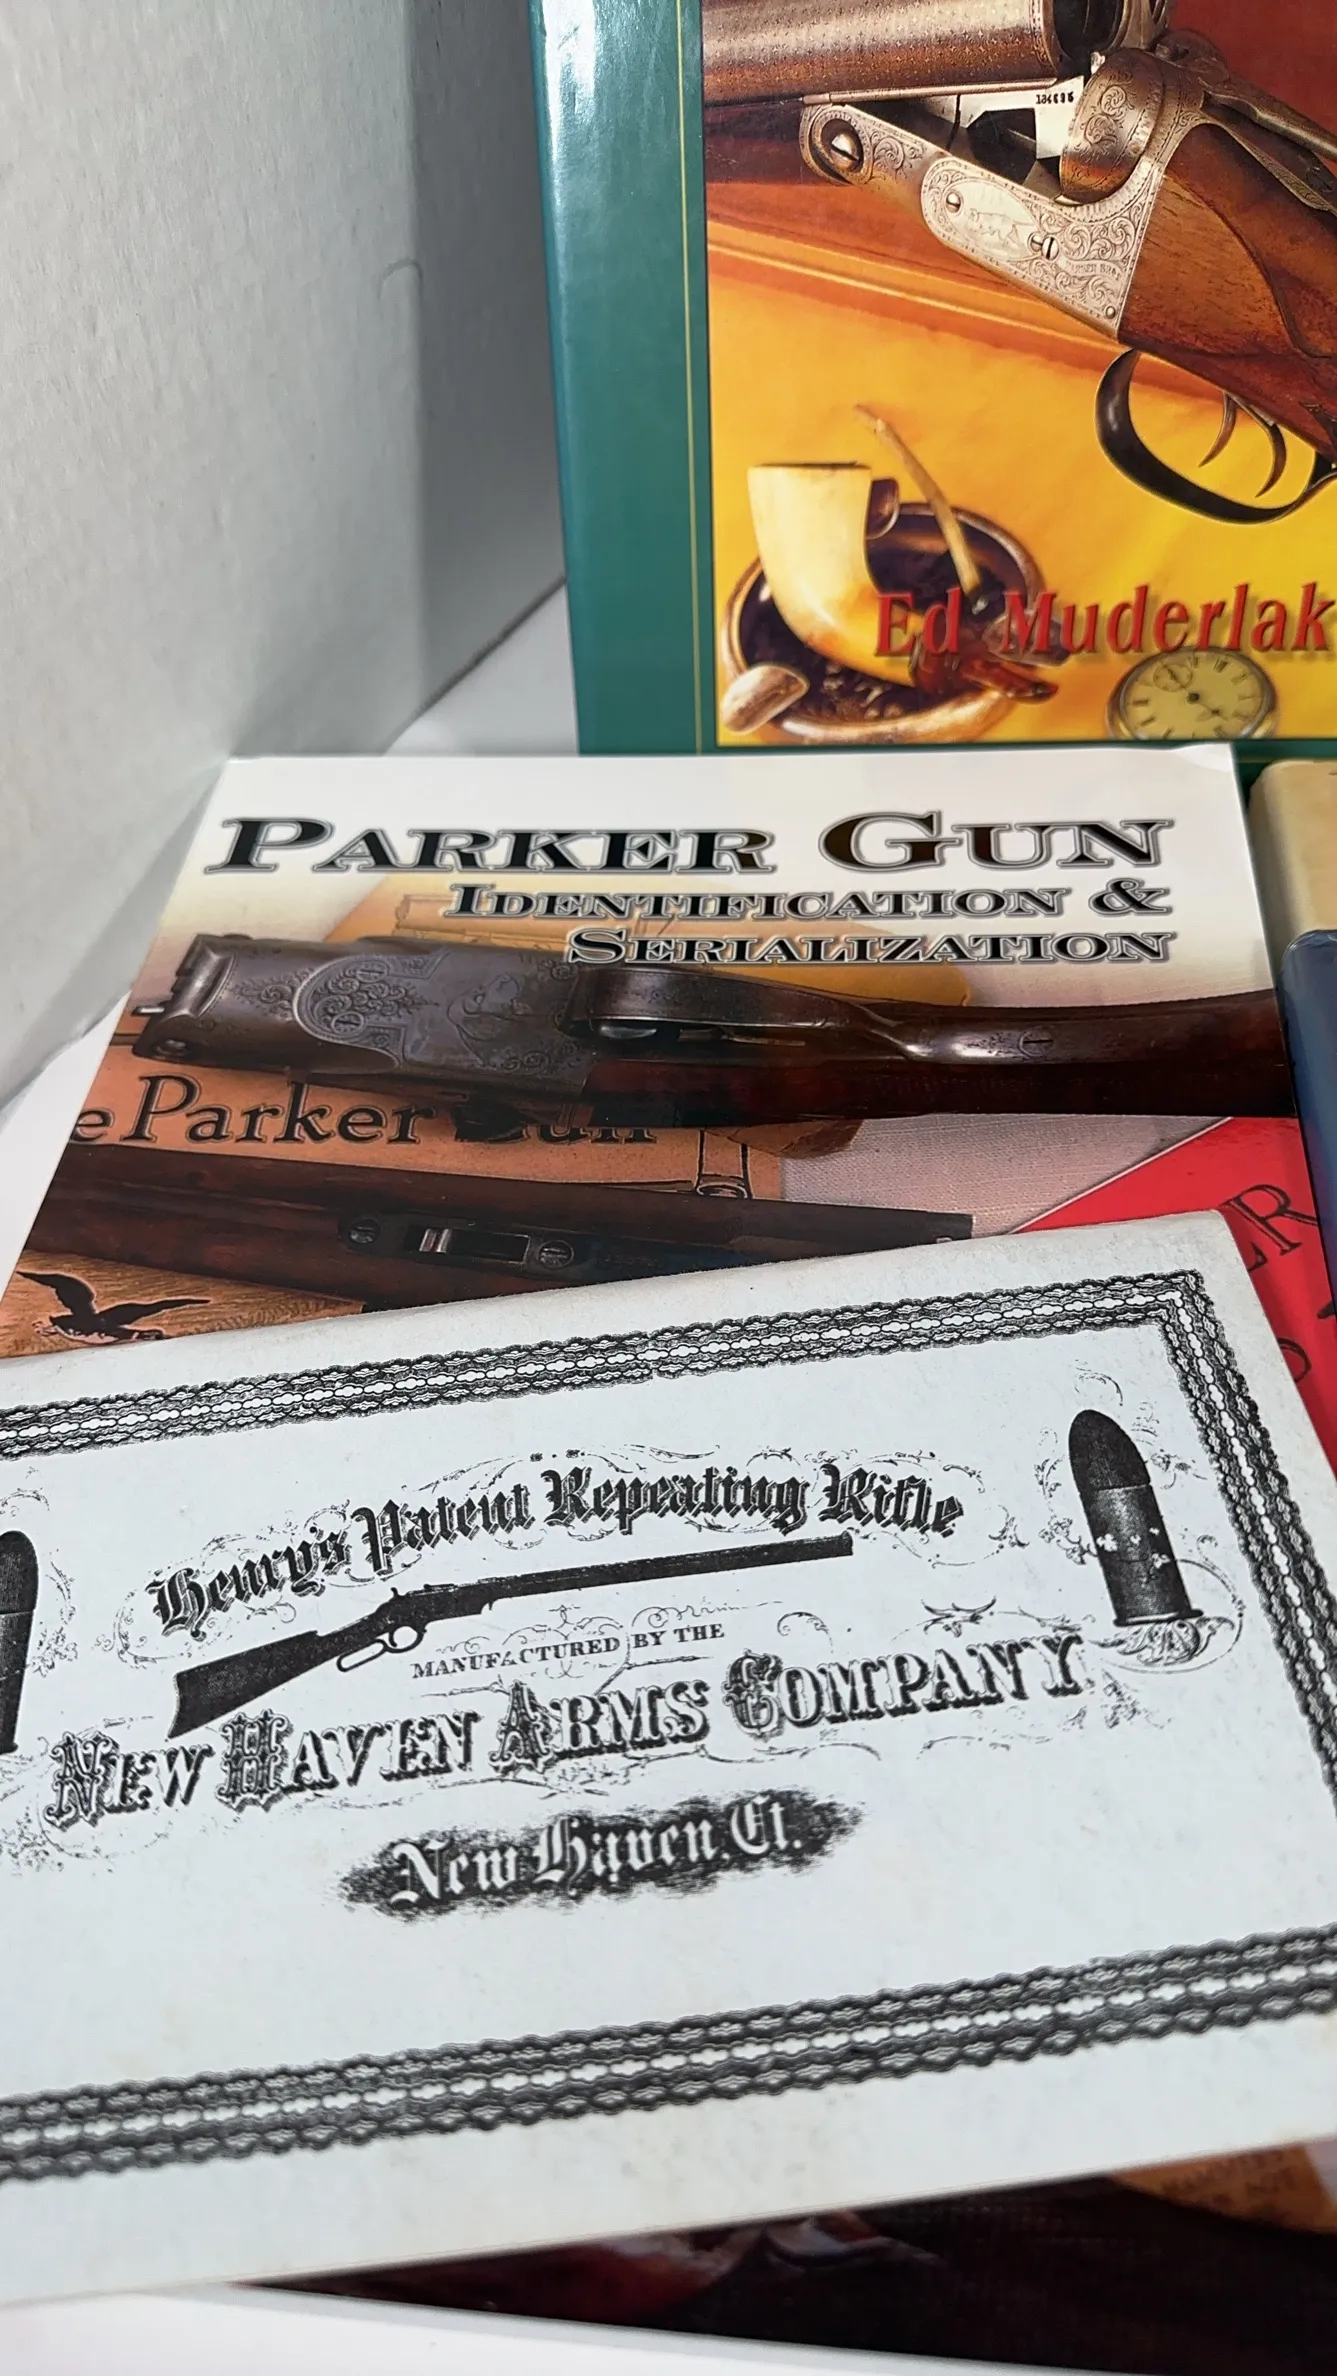 Ed Muderlak
PARKER GUN
IDENTIFICATION &
SERIALIZATION
e Parker Gun
ER
Henry's Patent Repeating Rifle
MANUFACTURED BY THE
NEW HAVEN ARMS COMPANY
New Haven, Ct.